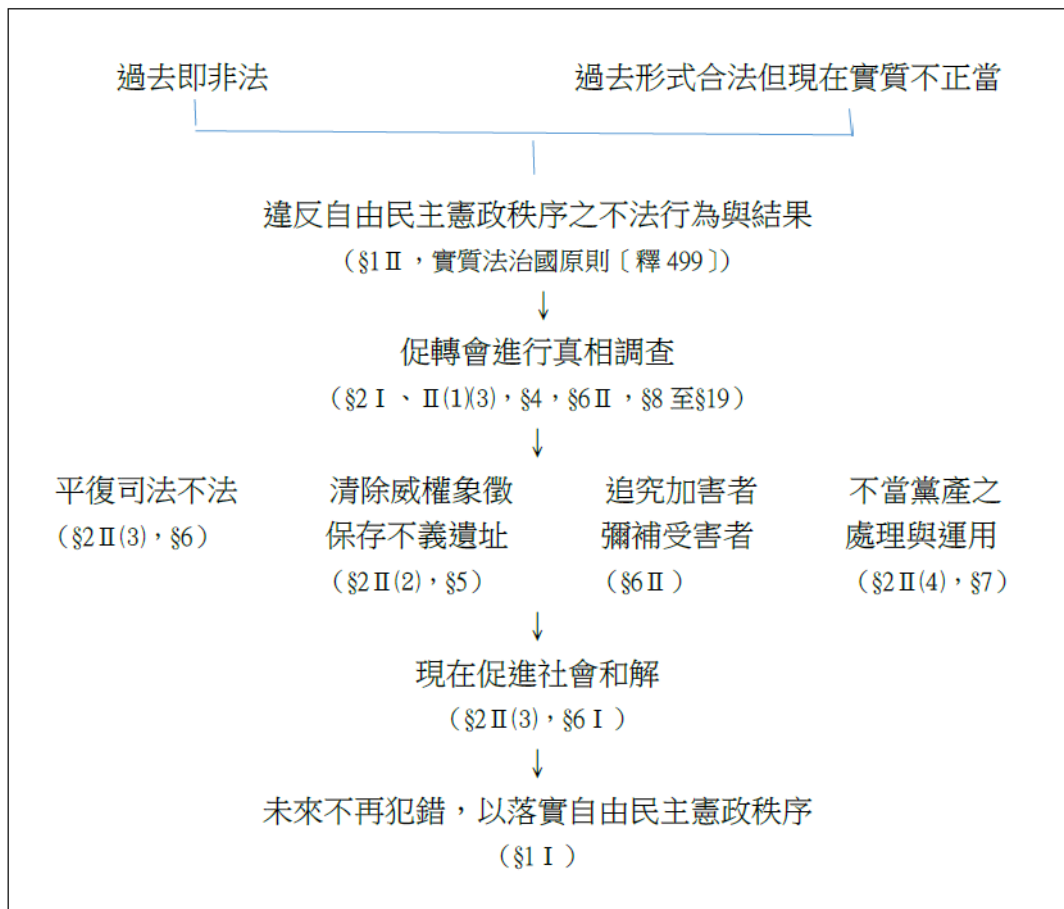 過去即非法 過去形式合法但現在實質不正當
違反自由民主憲政秩序之不法行為與結果
(§1Ⅱ,實質法治國原則〔釋 499〕)
↓
促轉會進行真相調查
(§2Ⅰ、Ⅱ(1)(3),§4,§6Ⅱ,§8 至§19)
↓
平復司法不法 清除威權象徵 追究加害者 不當黨產之
(§2Ⅱ(3),§6) 保存不義遺址 彌補受害者 處理與運用
(§2Ⅱ(2),§5) (§6Ⅱ) (§2Ⅱ(4),§7)
↓
現在促進社會和解
(§2Ⅱ(3),§6Ⅰ)
↓
未來不再犯錯,以落實自由民主憲政秩序
(§1Ⅰ)